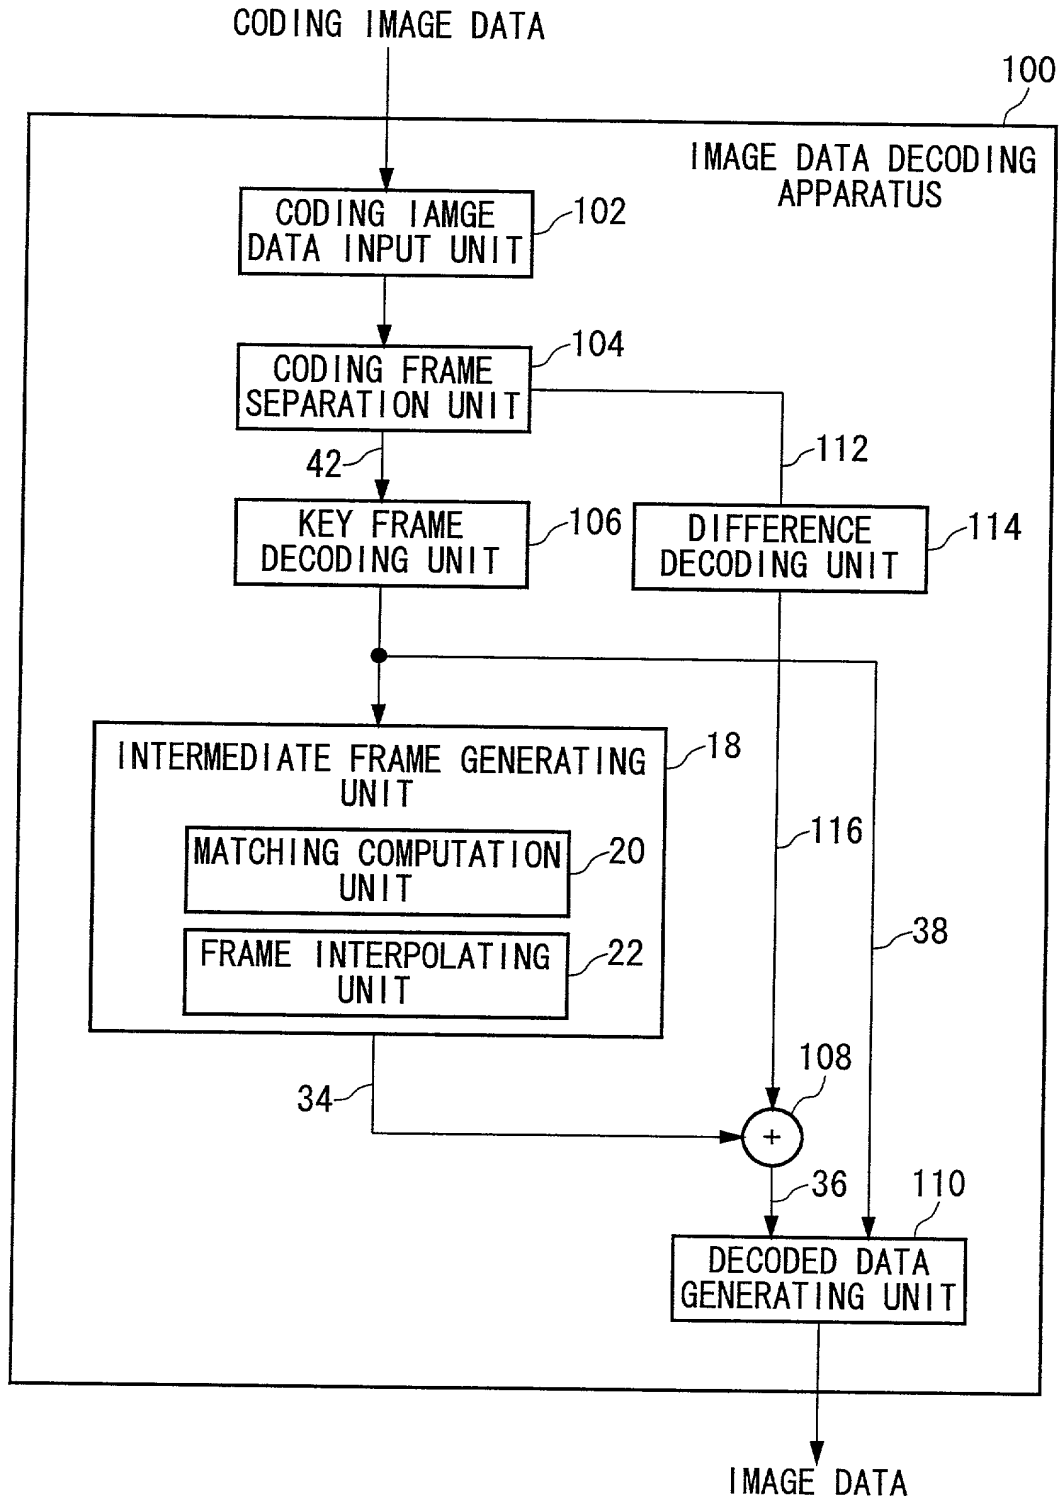 CODING IMAGE DATA
100
IMAGE DATA DECODING
APPARATUS
CODING IAMGE
DATA INPUT UNIT
102
CODING FRAME
SEPARATION UNIT
104
42
112
KEY FRAME
DECODING UNIT
106
DIFFERENCE
DECODING UNIT
114
INTERMEDIATE FRAME GENERATING
UNIT
18
MATCHING COMPUTATION
UNIT
20
116
FRAME INTERPOLATING
UNIT
22
38
34
108
+
36
110
DECODED DATA
GENERATING UNIT
IMAGE DATA